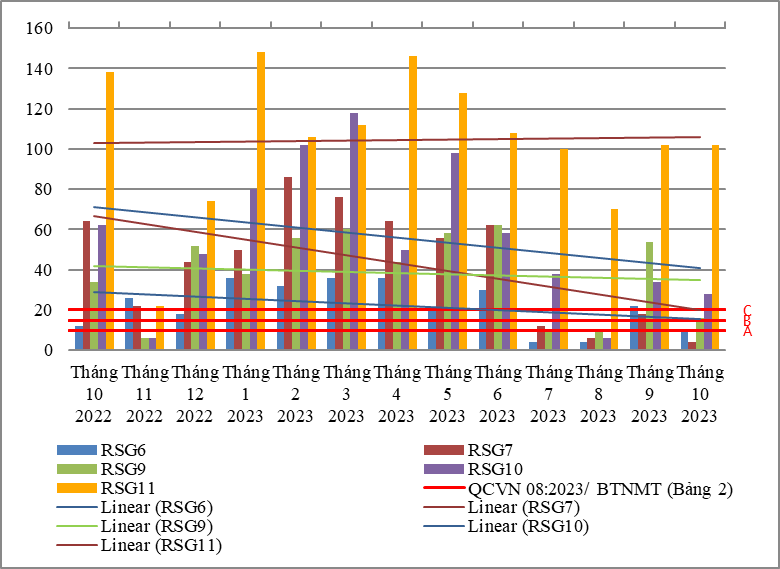 160
140
120
100
80
60
40
20
0
C
B
A
Tháng 10 2022
Tháng 11 2022
Tháng 12 2022
Tháng 1 2023
Tháng 2 2023
Tháng 3 2023
Tháng 4 2023
Tháng 5 2023
Tháng 6 2023
Tháng 7 2023
Tháng 8 2023
Tháng 9 2023
Tháng 10 2023
RSG6
RSG7
RSG9
RSG10
RSG11
QCVN 08:2023/ BTNMT (Bảng 2)
Linear (RSG6)
Linear (RSG7)
Linear (RSG9)
Linear (RSG10)
Linear (RSG11)